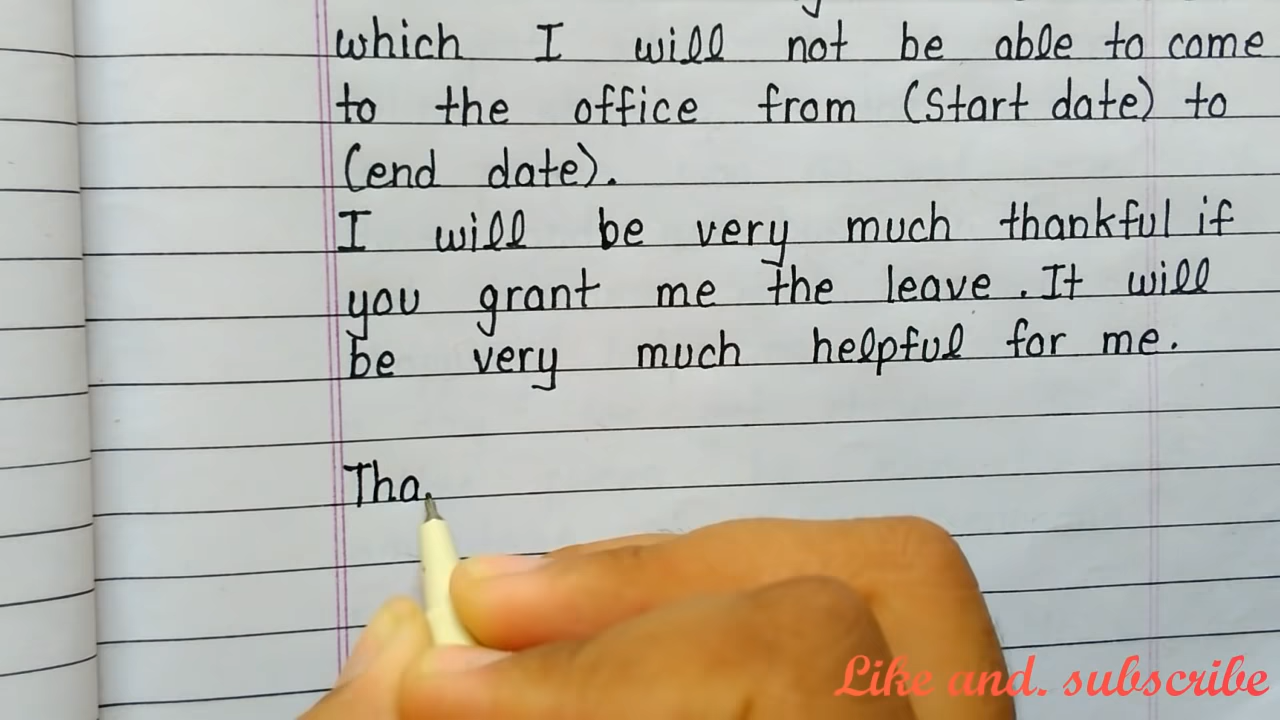 which I will not be able to come
to the office from (Start date) to
(end date).
I will be very much thankful if
you grant me the leave. It will
be very much helpful for me.
Tha
Like and. subscribe